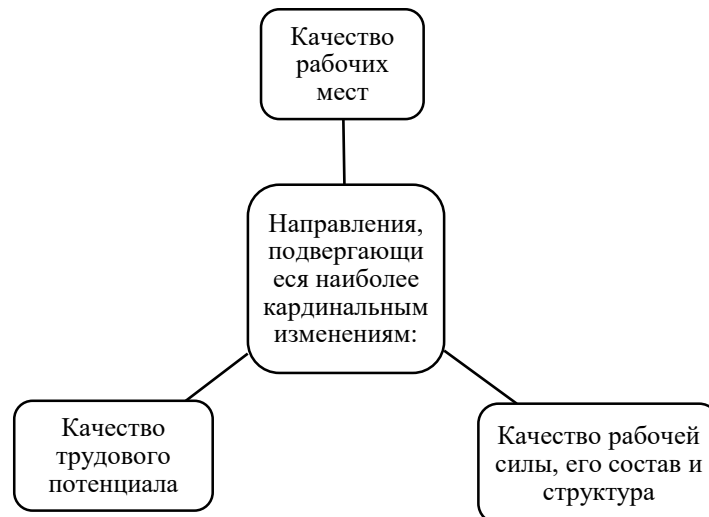 Качество
рабочих
мест
Направления,
подвергающи
еся наиболее
кардинальным
изменениям:
Качество
трудового
потенциала
Качество рабочей
силы, его состав и
структура